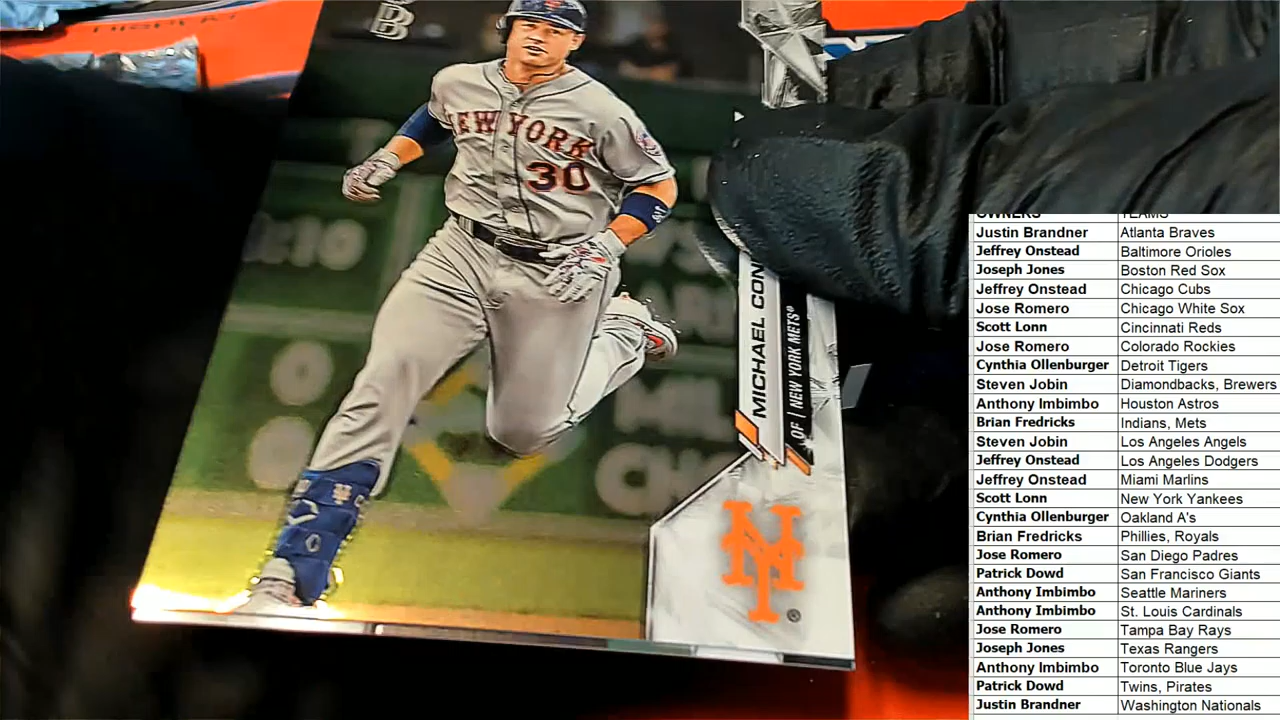 NEW YORK
30
MICHAEL CON
OF | NEW YORK METS®
NY
®
OWNERS TEAMS
Justin Brandner Atlanta Braves
Jeffrey Onstead Baltimore Orioles
Joseph Jones Boston Red Sox
Jeffrey Onstead Chicago Cubs
Jose Romero Chicago White Sox
Scott Lonn Cincinnati Reds
Jose Romero Colorado Rockies
Cynthia Ollenburger Detroit Tigers
Steven Jobin Diamondbacks, Brewers
Anthony Imbimbo Houston Astros
Brian Fredricks Indians, Mets
Steven Jobin Los Angeles Angels
Jeffrey Onstead Los Angeles Dodgers
Jeffrey Onstead Miami Marlins
Scott Lonn New York Yankees
Cynthia Ollenburger Oakland A's
Brian Fredricks Phillies, Royals
Jose Romero San Diego Padres
Patrick Dowd San Francisco Giants
Anthony Imbimbo Seattle Mariners
Anthony Imbimbo St. Louis Cardinals
Jose Romero Tampa Bay Rays
Joseph Jones Texas Rangers
Anthony Imbimbo Toronto Blue Jays
Patrick Dowd Twins, Pirates
Justin Brandner Washington Nationals